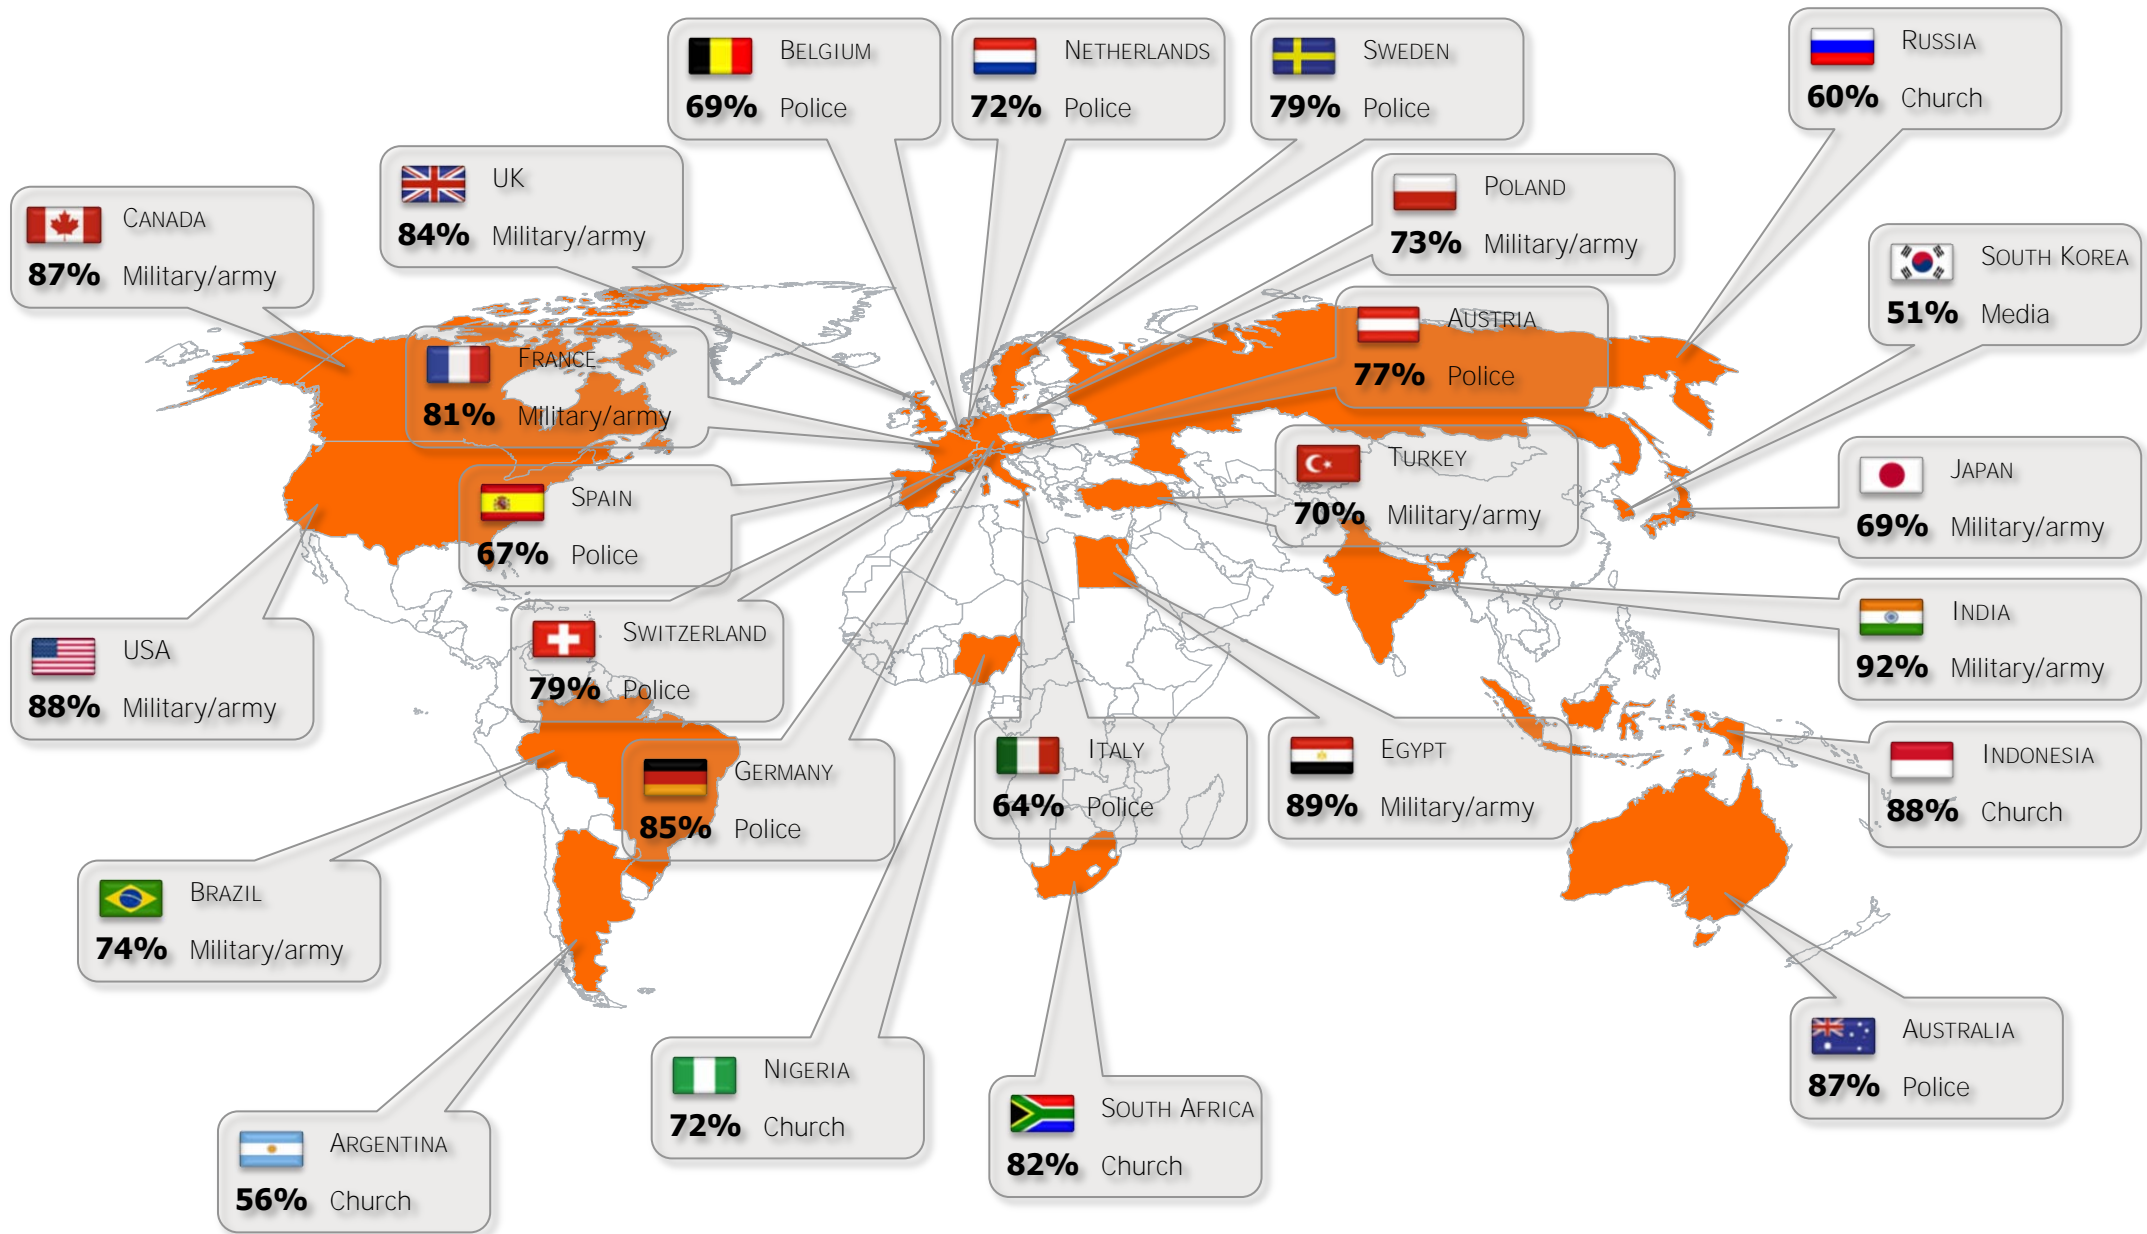 BELGIUM
69% Police
NETHERLANDS
72% Police
SWEDEN
79% Police
RUSSIA
60% Church
UK
84% Military/army
POLAND
73% Military/army
CANADA
87% Military/army
SOUTH KOREA
51% Media
FRANCE
81% Military/army
AUSTRIA
77% Police
SPAIN
67% Police
TURKEY
70% Military/army
JAPAN
69% Military/army
USA
88% Military/army
SWITZERLAND
79% Police
INDIA
92% Military/army
GERMANY
85% Police
ITALY
64% Police
EGYPT
89% Military/army
INDONESIA
88% Church
BRAZIL
74% Military/army
NIGERIA
72% Church
SOUTH AFRICA
82% Church
AUSTRALIA
87% Police
ARGENTINA
56% Church